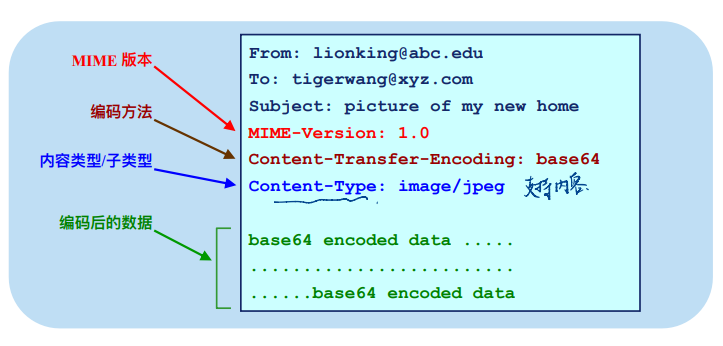 MIME 版本
编码方法
内容类型/子类型
编码后的数据
From: lionking@abc.edu
To: tigerwang@xyz.com
Subject: picture of my new home
MIME-Version: 1.0
Content-Transfer-Encoding: base64
Content-Type: image/jpeg 内容
base64 encoded data .....
..........................
......base64 encoded data